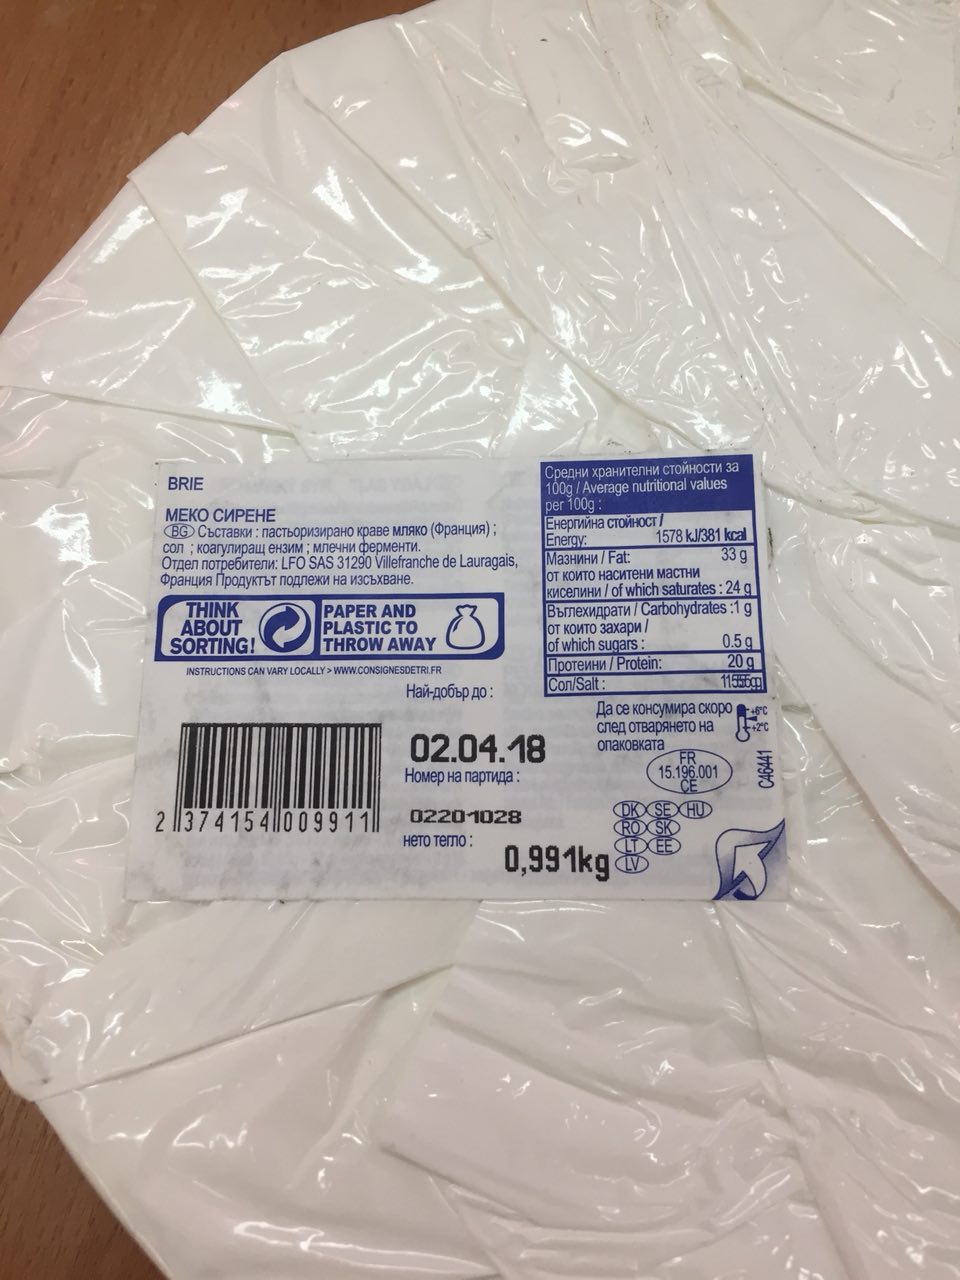 BRIE
МЕКО СИРЕНЕ
BG Съставки : пастьоризирано краве мляко (Франция) ;
сол ; коагулиращ ензим ; млечни ферменти.
Отдел потребители: LFO SAS 31290 Villefranche de Lauragais,
Франция Продуктът подлежи на изсъхване.
THINK
ABOUT
SORTING!
PAPER AND
PLASTIC TO
THROW AWAY
INSTRUCTIONS CAN VARY LOCALLY > WWW.CONSIGNESDETRI.FR
Най-добър до :
02.04.18
Номер на партида :
02201028
нето тегло :
0,991kg
2 374154 009911
Средни хранителни стойности за
100g / Average nutritional values
per 100g :
Енергийна стойност /
Energy: 1578 kJ/381 kcal
Мазнини / Fat: 33 g
от които наситени мастни
киселини / of which saturates : 24 g
Въглехидрати / Carbohydrates :1 g
от които захари /
of which sugars : 0.5 g
Протеини / Protein: 20 g
Сол/Salt :
Да се консумира скоро
след отварянето на
опаковката
+6°C
+2°C
FR
15.196.001
CE
C46441
DK SE HU
RO SK
LT EE
LV